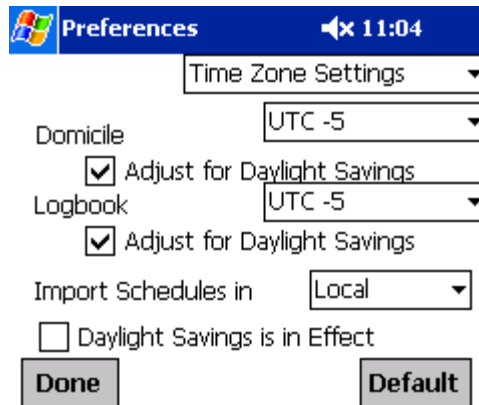 Preferences 11:04
Time Zone Settings
Domicile UTC -5
Adjust for Daylight Savings
Logbook UTC -5
Adjust for Daylight Savings
Import Schedules in Local
Daylight Savings is in Effect
Done Default